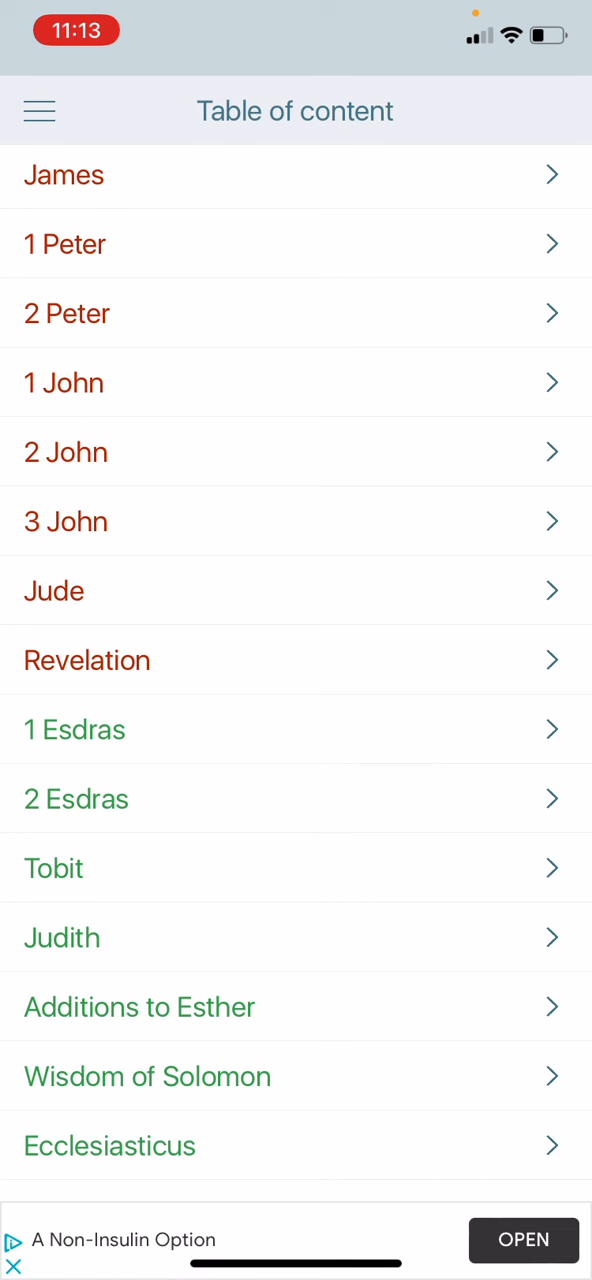 11:13
Table of content
James
1 Peter
2 Peter
1 John
2 John
3 John
Jude
Revelation
1 Esdras
2 Esdras
Tobit
Judith
Additions to Esther
Wisdom of Solomon
Ecclesiasticus
A Non-Insulin Option
OPEN